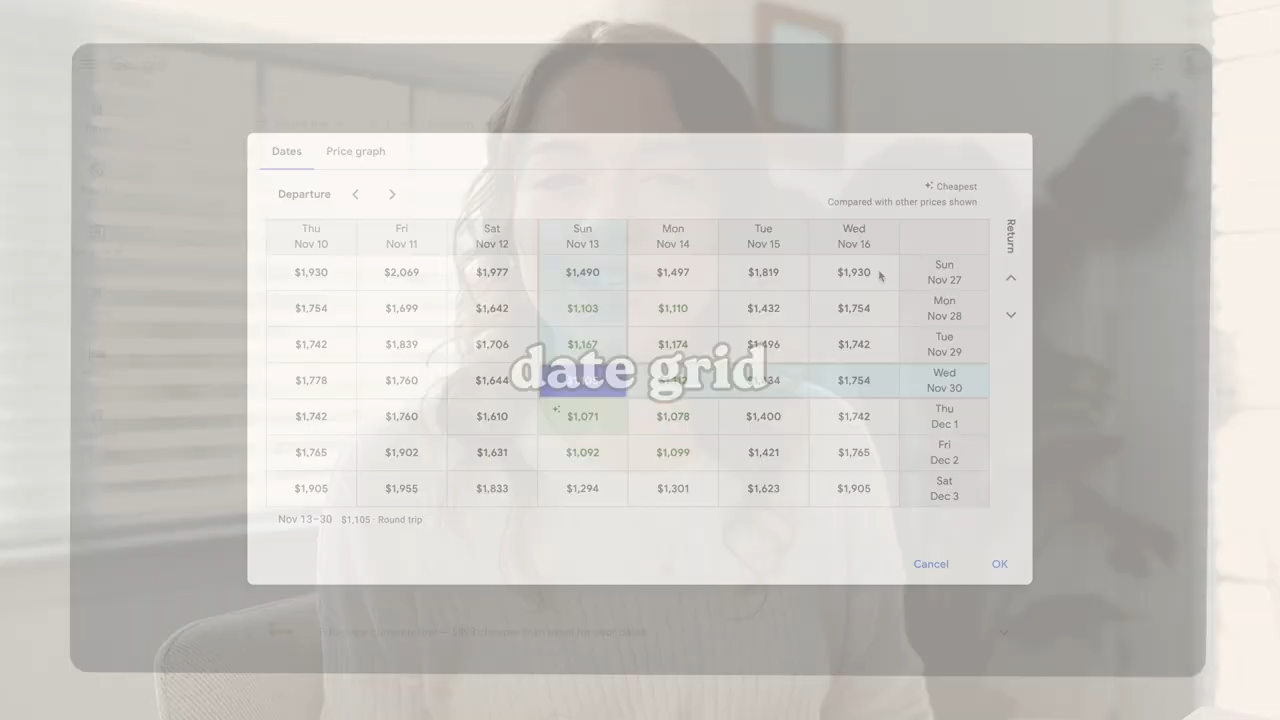 Dates Price graph
Departure
Cheapest
Compared with other prices shown
Thu Fri Sat Sun Mon Tue Wed
Nov 10 Nov 11 Nov 12 Nov 13 Nov 14 Nov 15 Nov 16
Return
$1,930 $2,069 $1,977 $1,490 $1,497 $1,819 $1,930 Sun Nov 27
$1,754 $1,699 $1,642 $1,103 $1,110 $1,432 $1,754 Mon Nov 28
$1,742 $1,839 $1,706 $1,167 $1,174 $1,496 $1,742 Tue Nov 29
$1,778 $1,760 $1,644 $1,754 Wed Nov 30
date grid
$1,742 $1,760 $1,610 $1,071 $1,078 $1,400 $1,742 Thu Dec 1
$1,765 $1,902 $1,631 $1,092 $1,099 $1,421 $1,765 Fri Dec 2
$1,905 $1,955 $1,833 $1,294 $1,301 $1,623 $1,905 Sat Dec 3
Nov 13–30 $1,105 · Round trip
Cancel OK